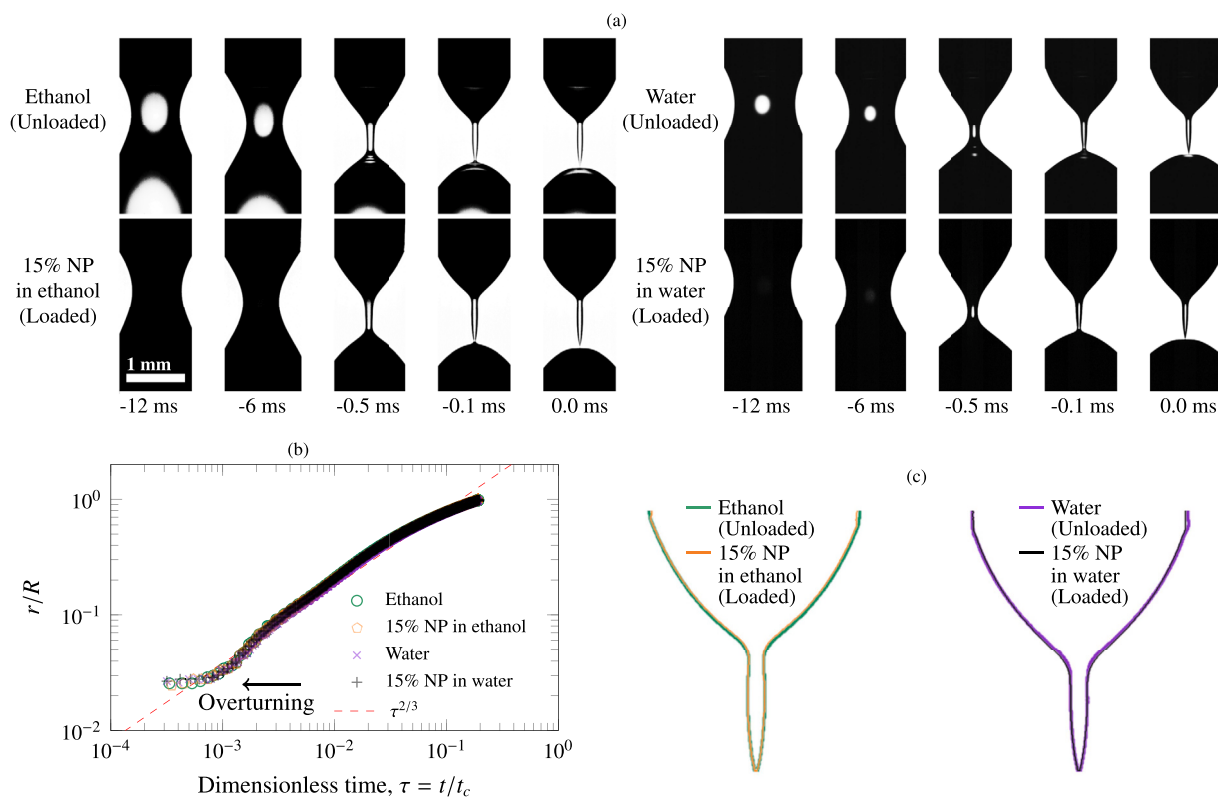 (a)
Ethanol
(Unloaded)
Water
(Unloaded)
15% NP
in ethanol
(Loaded)
15% NP
in water
(Loaded)
1 mm
-12 ms
-6 ms
-0.5 ms
-0.1 ms
0.0 ms
-12 ms
-6 ms
-0.5 ms
-0.1 ms
0.0 ms
(b)
10⁰
10⁻¹
10⁻²
r/R
Ethanol
15% NP in ethanol
Water
15% NP in water
τ^{2/3}
Overturning
10⁻⁴
10⁻³
10⁻²
10⁻¹
10⁰
Dimensionless time, τ = t/t_c
(c)
Ethanol
(Unloaded)
15% NP
in ethanol
(Loaded)
Water
(Unloaded)
15% NP
in water
(Loaded)